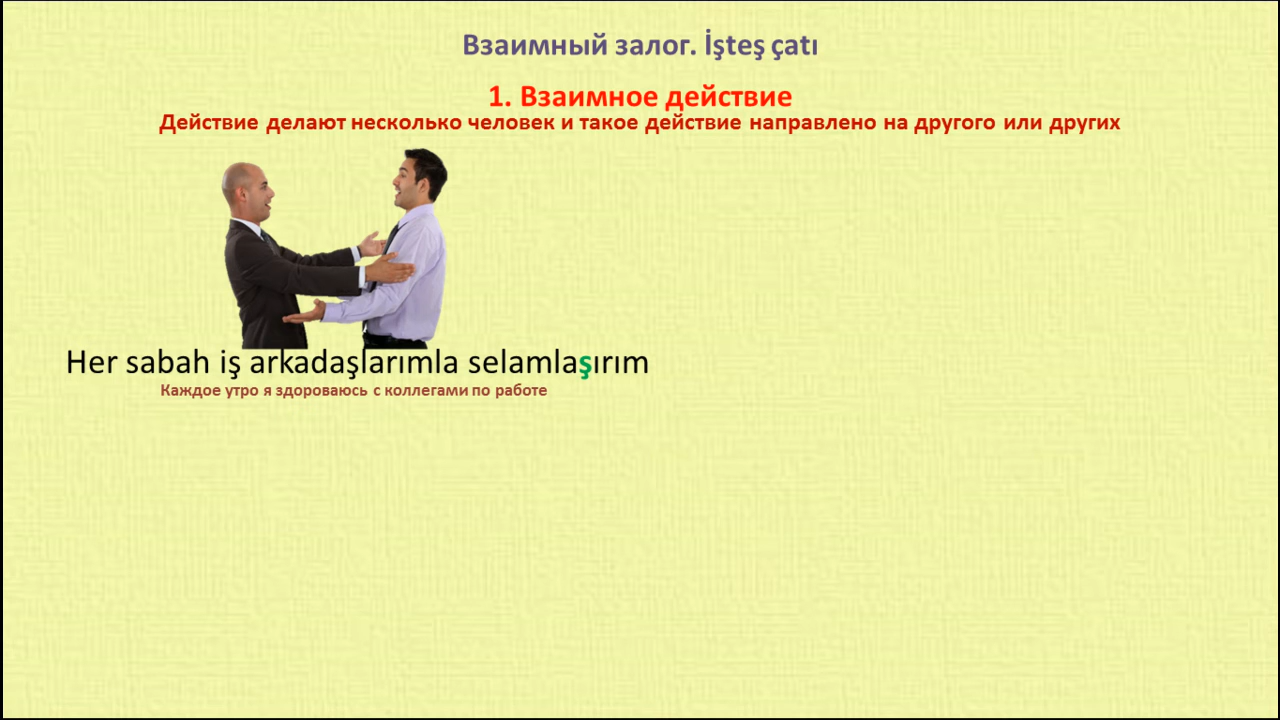 Взаимный залог. İşteş çatı
1. Взаимное действие
Действие делают несколько человек и такое действие направлено на другого или других
Her sabah iş arkadaşlarımla selamlaşırım
Каждое утро я здороваюсь с коллегами по работе